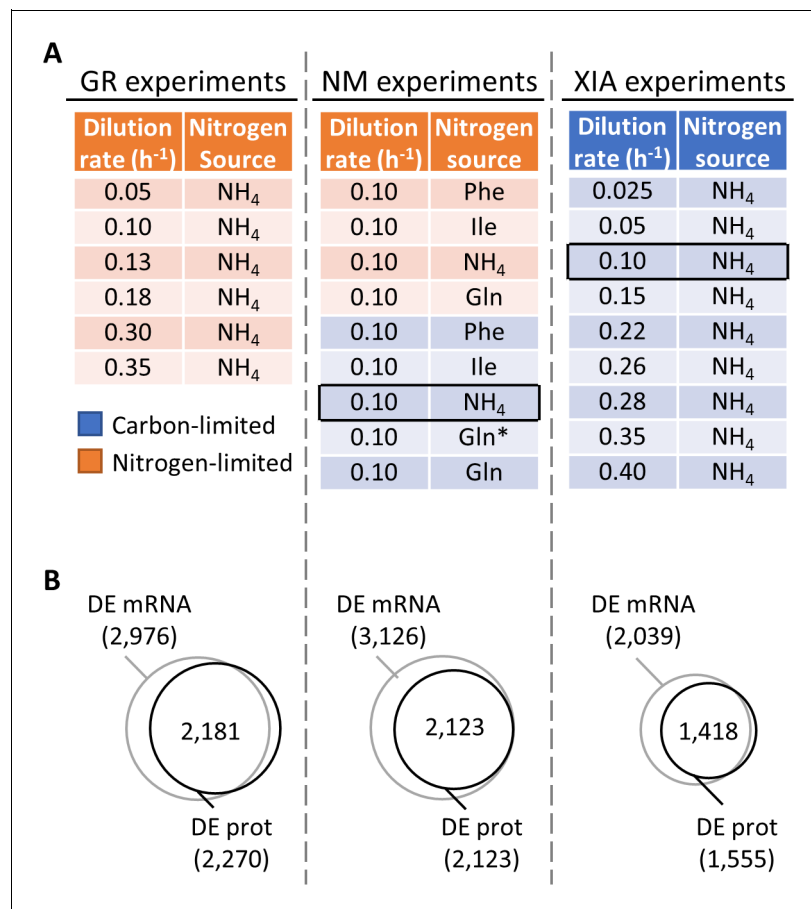 A
GR experiments
Dilution rate (h⁻¹) Nitrogen Source
0.05 NH₄
0.10 NH₄
0.13 NH₄
0.18 NH₄
0.30 NH₄
0.35 NH₄
Carbon-limited
Nitrogen-limited
NM experiments
Dilution rate (h⁻¹) Nitrogen source
0.10 Phe
0.10 Ile
0.10 NH₄
0.10 Gln
0.10 Phe
0.10 Ile
0.10 NH₄
0.10 Gln*
0.10 Gln
XIA experiments
Dilution rate (h⁻¹) Nitrogen source
0.025 NH₄
0.05 NH₄
0.10 NH₄
0.15 NH₄
0.22 NH₄
0.26 NH₄
0.28 NH₄
0.35 NH₄
0.40 NH₄
B
DE mRNA
(2,976)
2,181
DE prot
(2,270)
DE mRNA
(3,126)
2,123
DE prot
(2,123)
DE mRNA
(2,039)
1,418
DE prot
(1,555)